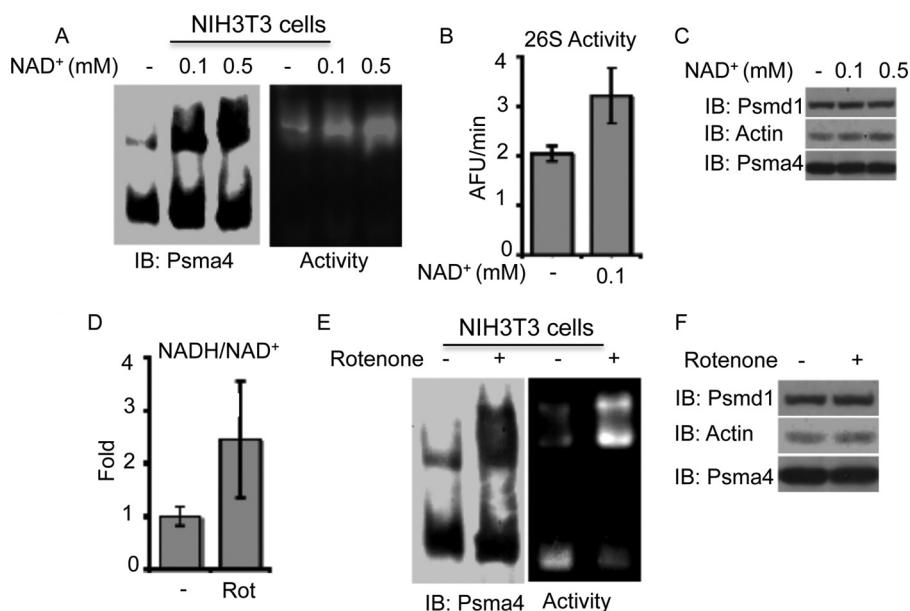 A
NIH3T3 cells
NAD+ (mM) - 0.1 0.5 0.1 0.5
-
IB: Psma4 Activity
B
26S Activity
AFU/min
4
3
2
1
0
NAD+ (mM) - 0.1
C
NAD+ (mM) - 0.1 0.5
IB: Psmd1
IB: Actin
IB: Psma4
D
NADH/NAD+
Fold
4
2
1
0
- Rot
E
NIH3T3 cells
Rotenone - + - +
IB: Psma4 Activity
F
Rotenone - +
IB: Psmd1
IB: Actin
IB: Psma4